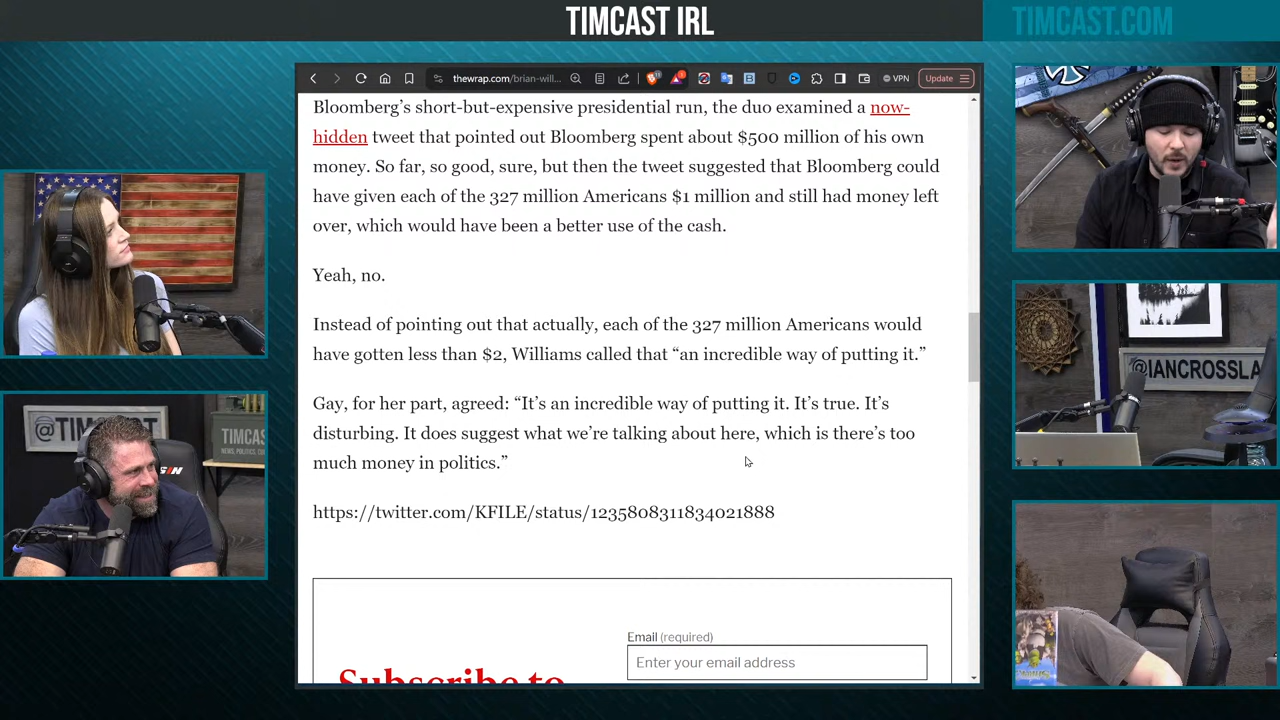 TIMCAST IRL
TIMCAST.COM
thewrap.com/brian-will...
VPN
Update
Bloomberg’s short-but-expensive presidential run, the duo examined a now-
hidden tweet that pointed out Bloomberg spent about $500 million of his own
money. So far, so good, sure, but then the tweet suggested that Bloomberg could
have given each of the 327 million Americans $1 million and still had money left
over, which would have been a better use of the cash.
Yeah, no.
Instead of pointing out that actually, each of the 327 million Americans would
have gotten less than $2, Williams called that “an incredible way of putting it.”
Gay, for her part, agreed: “It’s an incredible way of putting it. It’s true. It’s
disturbing. It does suggest what we’re talking about here, which is there’s too
much money in politics.”
https://twitter.com/KFILE/status/1235808311834021888
Email (required)
Enter your email address
Subscribe to
@TIMCAST
TIMCAST
@IANCROSSLA